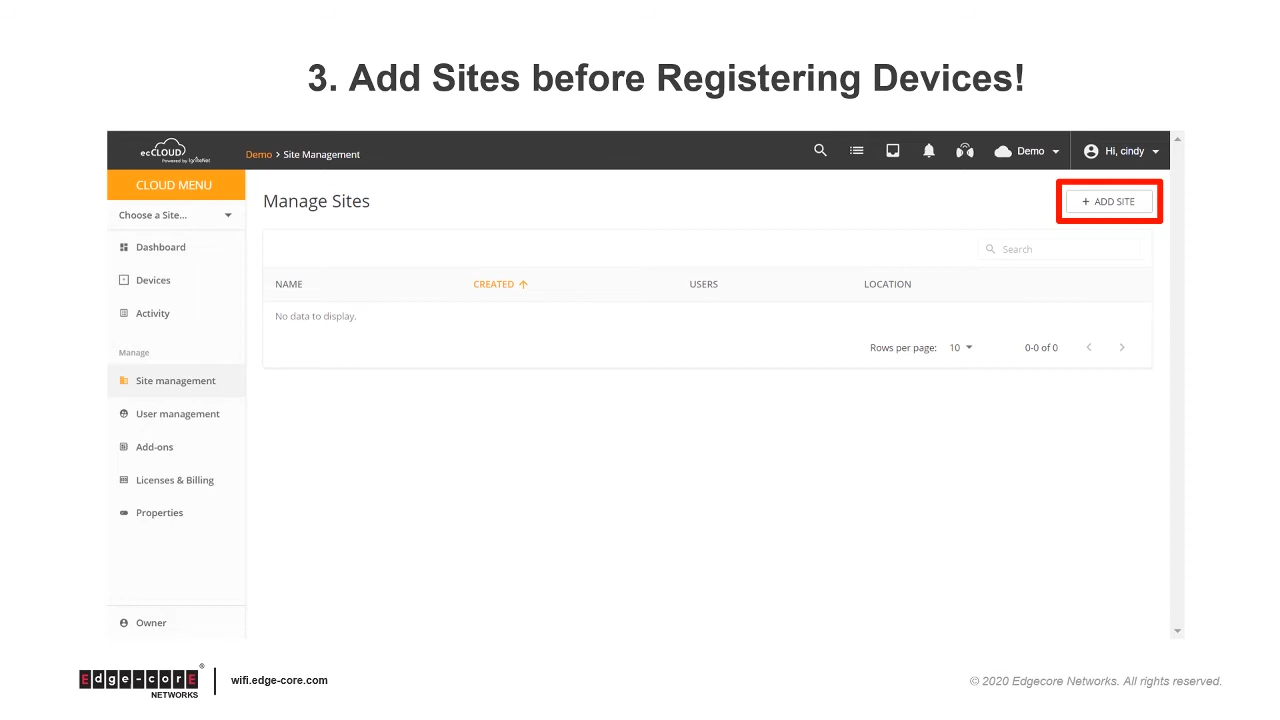 3. Add Sites before Registering Devices!
ecCLOUD
Powered by IgniteNet
Demo > Site Management
Demo
Hi, cindy
CLOUD MENU
Choose a Site...
Manage Sites
+ ADD SITE
Dashboard
Search
Devices
NAME CREATED ↑ USERS LOCATION
Activity
No data to display.
Rows per page: 10 0-0 of 0 < >
Manage
Site management
User management
Add-ons
Licenses & Billing
Properties
Owner
Edge-corE®
NETWORKS
wifi.edge-core.com
© 2020 Edgecore Networks. All rights reserved.